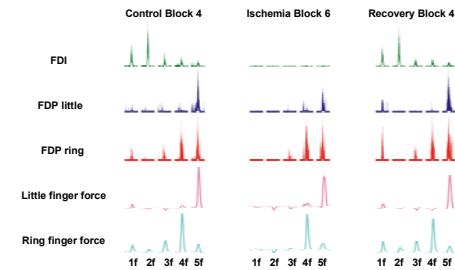 Control Block 4 Ischemia Block 6 Recovery Block 4
FDI
FDP little
FDP ring
Little finger force
Ring finger force
1f 2f 3f 4f 5f 1f 2f 3f 4f 5f 1f 2f 3f 4f 5f